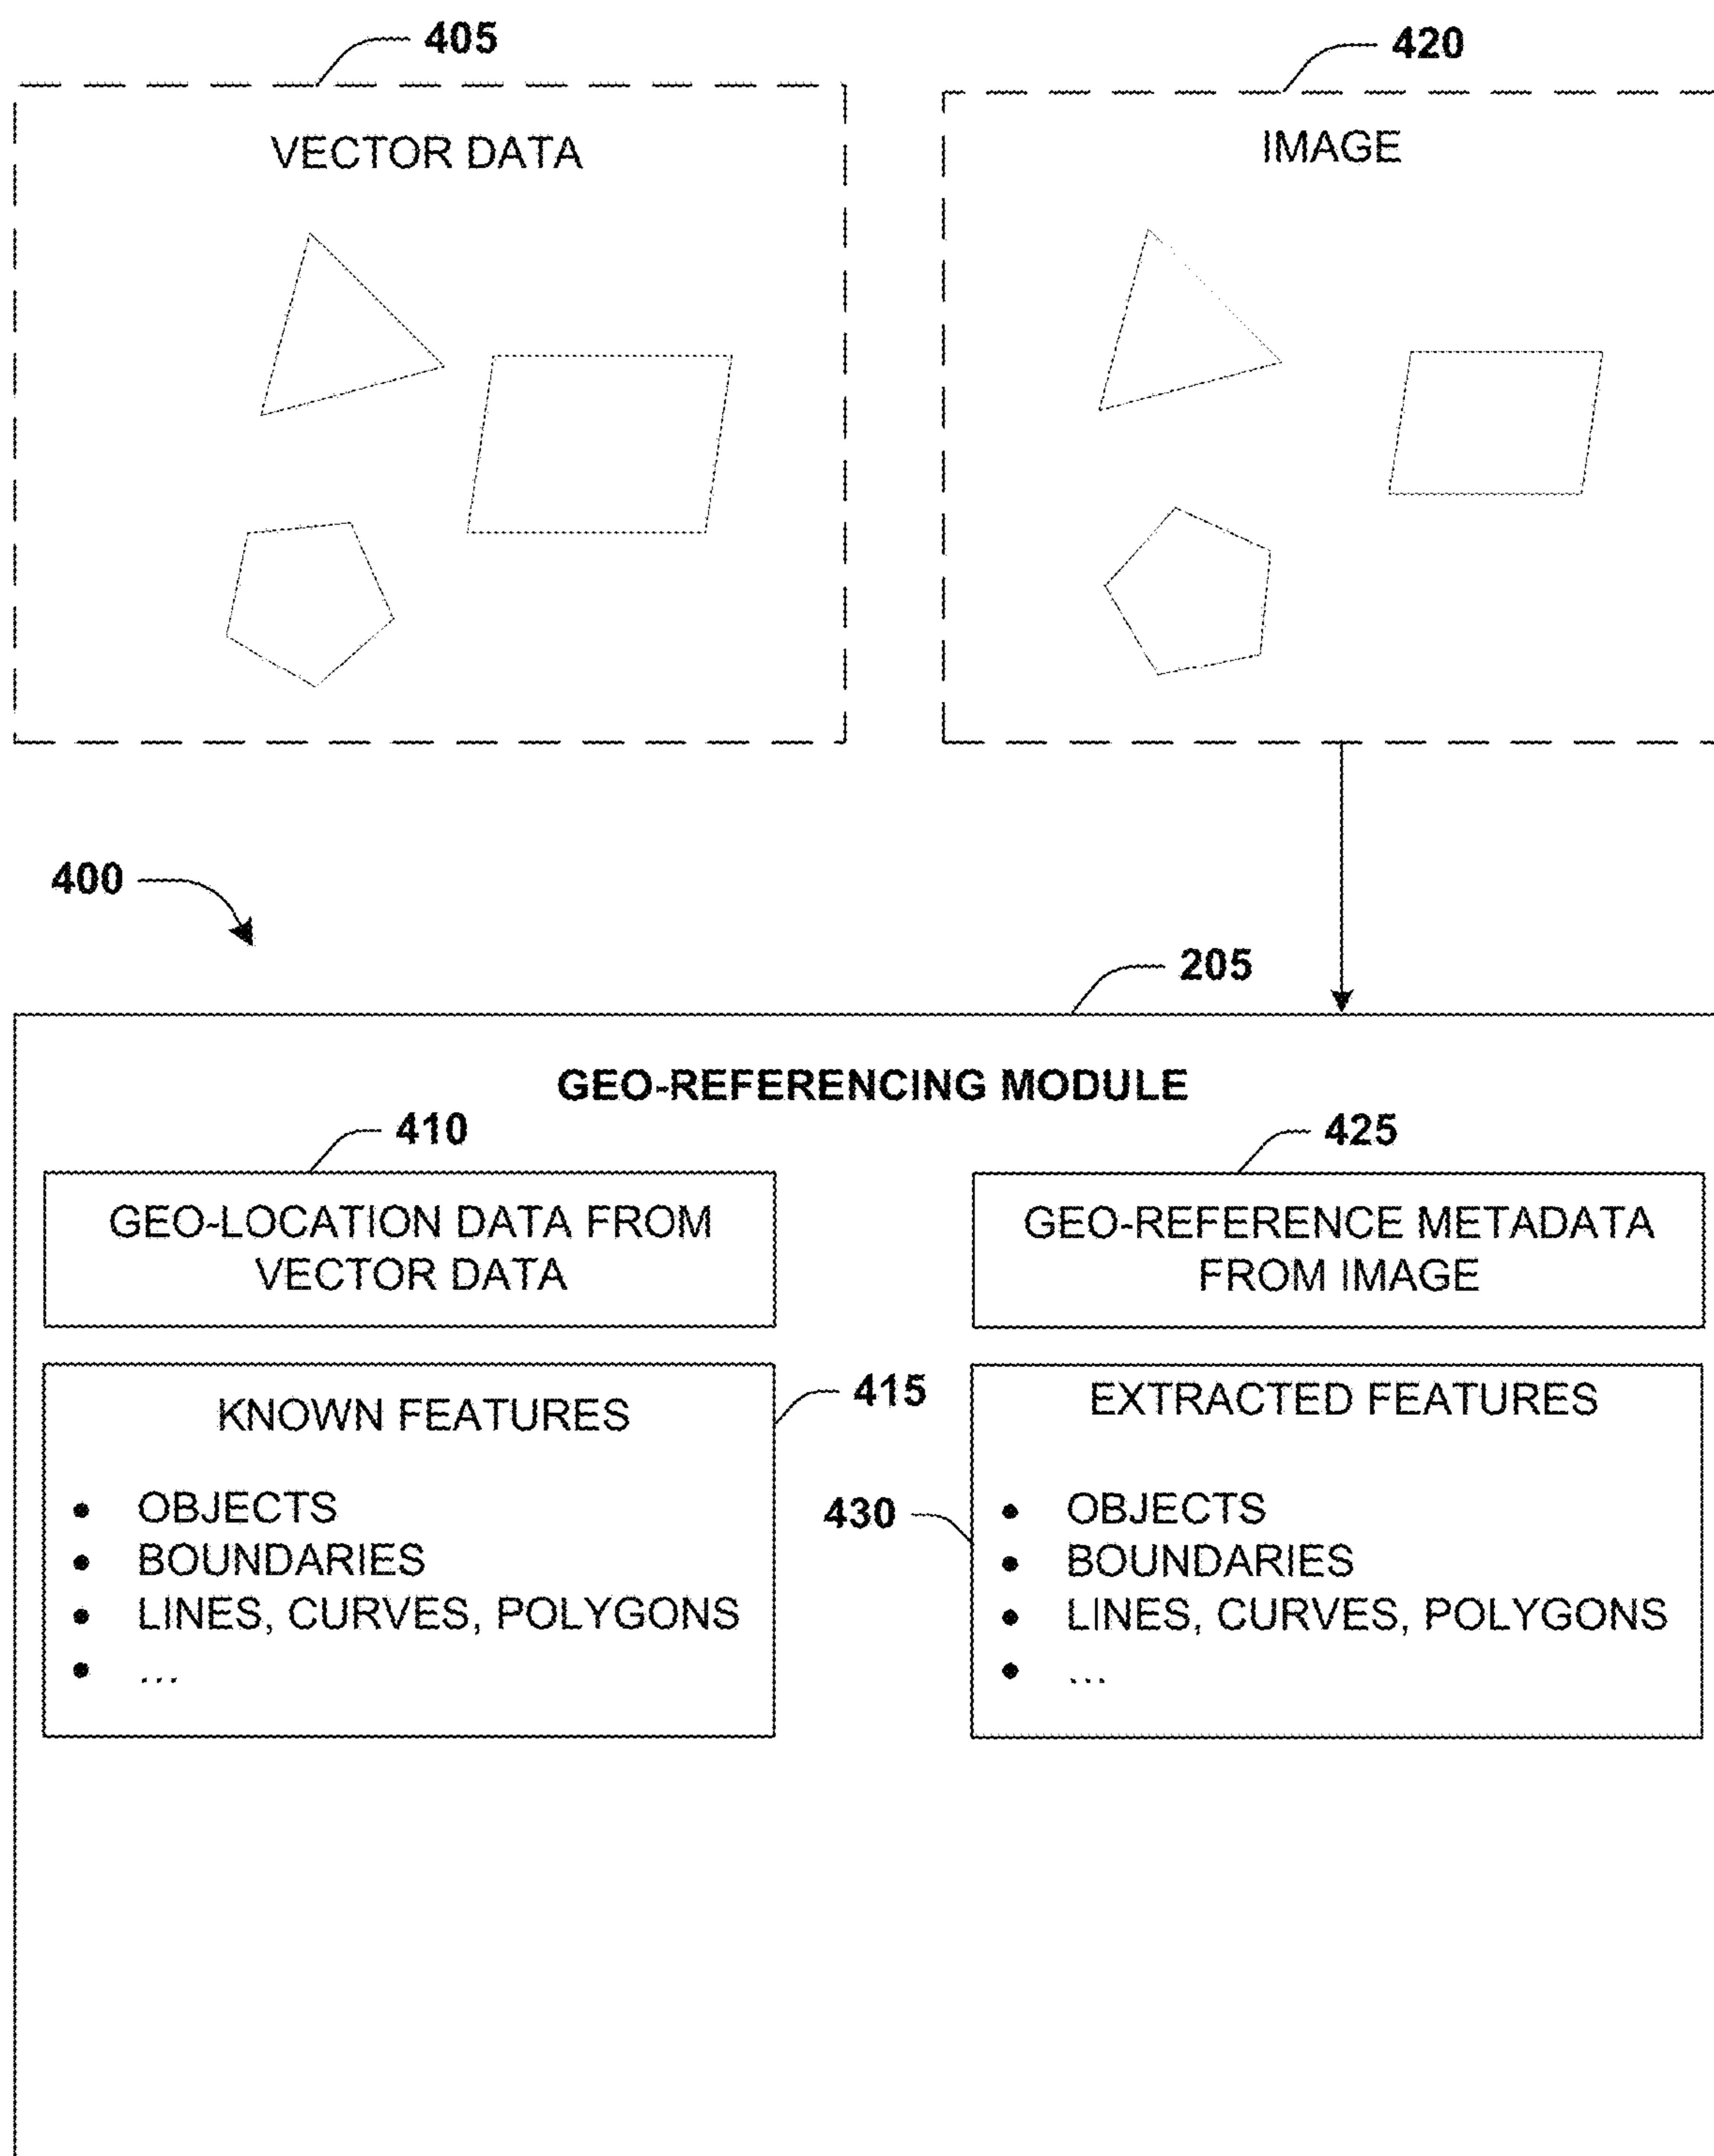 405
420
VECTOR DATA
IMAGE
400
205
GEO-REFERENCING MODULE
410
425
GEO-LOCATION DATA FROM
VECTOR DATA
GEO-REFERENCE METADATA
FROM IMAGE
KNOWN FEATURES
• OBJECTS
• BOUNDARIES
• LINES, CURVES, POLYGONS
• ...
415
430
EXTRACTED FEATURES
• OBJECTS
• BOUNDARIES
• LINES, CURVES, POLYGONS
• ...